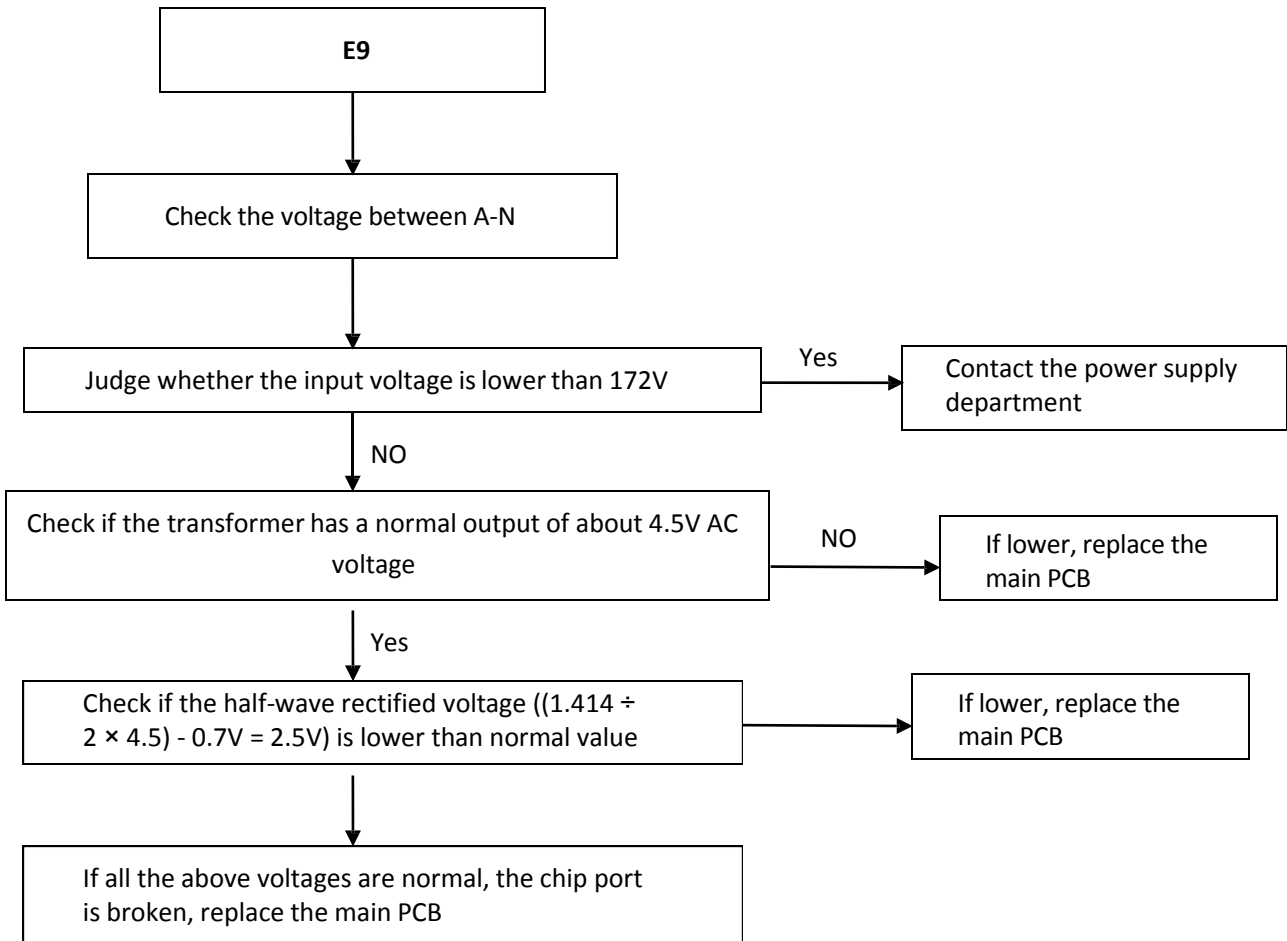 E9
Check the voltage between A-N
Judge whether the input voltage is lower than 172V
Yes
Contact the power supply
department
NO
Check if the transformer has a normal output of about 4.5V AC
voltage
NO
If lower, replace the
main PCB
Yes
Check if the half-wave rectified voltage ((1.414 ÷
2 × 4.5) - 0.7V = 2.5V) is lower than normal value
If lower, replace the
main PCB
If all the above voltages are normal, the chip port
is broken, replace the main PCB